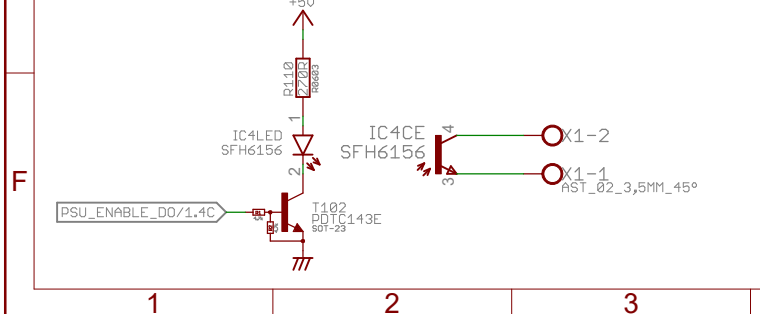 +5V
R110
270R
R0603
1
IC4LED
SFH6156
2
IC4CE
SFH6156
4
3
X1-2
X1-1
AST_02_3,5MM_45°
F
PSU_ENABLE_DO/1.4C
T102
PDTC143E
SOT-23
1
2
3